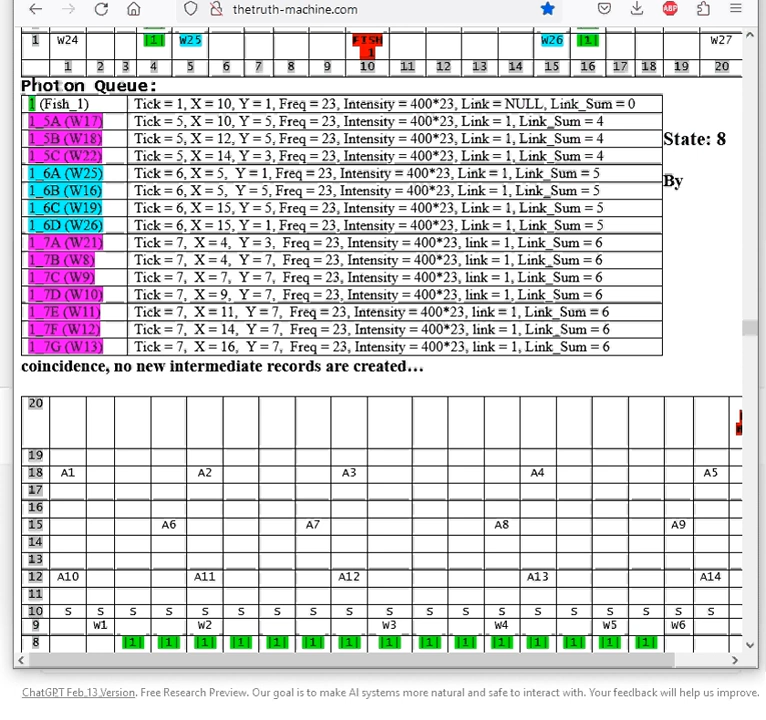 thetruth-machine.com
ABP
1 W24 |1| W25 FISH W26 |1| W27
1
1 2 3 4 5 6 7 8 9 10 11 12 13 14 15 16 17 18 19 20
Photon Queue:
1 (Fish_1) Tick = 1, X = 10, Y = 1, Freq = 23, Intensity = 400*23, Link = NULL, Link_Sum = 0
1_5A (W17) Tick = 5, X = 10, Y = 5, Freq = 23, Intensity = 400*23, Link = 1, Link_Sum = 4
1_5B (W18) Tick = 5, X = 12, Y = 5, Freq = 23, Intensity = 400*23, Link = 1, Link_Sum = 4
State: 8
1_5C (W22) Tick = 5, X = 14, Y = 3, Freq = 23, Intensity = 400*23, Link = 1, Link_Sum = 4
1_6A (W25) Tick = 6, X = 5, Y = 1, Freq = 23, Intensity = 400*23, Link = 1, Link_Sum = 5
By
1_6B (W16) Tick = 6, X = 5, Y = 5, Freq = 23, Intensity = 400*23, Link = 1, Link_Sum = 5
1_6C (W19) Tick = 6, X = 15, Y = 5, Freq = 23, Intensity = 400*23, Link = 1, Link_Sum = 5
1_6D (W26) Tick = 6, X = 15, Y = 1, Freq = 23, Intensity = 400*23, Link = 1, Link_Sum = 5
1_7A (W21) Tick = 7, X = 4, Y = 3, Freq = 23, Intensity = 400*23, link = 1, Link_Sum = 6
1_7B (W8) Tick = 7, X = 4, Y = 7, Freq = 23, Intensity = 400*23, link = 1, Link_Sum = 6
1_7C (W9) Tick = 7, X = 7, Y = 7, Freq = 23, Intensity = 400*23, link = 1, Link_Sum = 6
1_7D (W10) Tick = 7, X = 9, Y = 7, Freq = 23, Intensity = 400*23, link = 1, Link_Sum = 6
1_7E (W11) Tick = 7, X = 11, Y = 7, Freq = 23, Intensity = 400*23, link = 1, Link_Sum = 6
1_7F (W12) Tick = 7, X = 14, Y = 7, Freq = 23, Intensity = 400*23, link = 1, Link_Sum = 6
1_7G (W13) Tick = 7, X = 16, Y = 7, Freq = 23, Intensity = 400*23, link = 1, Link_Sum = 6
coincidence, no new intermediate records are created…
20
19
18 A1 A2 A3 A4 A5
17
16
15 A6 A7 A8 A9
14
13
12 A10 A11 A12 A13 A14
11
10 S S S S S S S S S S S S S S S S S S S
9 W1 W2 W3 W4 W5 W6
8 |1| |1| |1| |1| |1| |1| |1| |1| |1| |1| |1| |1| |1| |1| |1|
ChatGPT Feb 13 Version. Free Research Preview. Our goal is to make AI systems more natural and safe to interact with. Your feedback will help us improve.